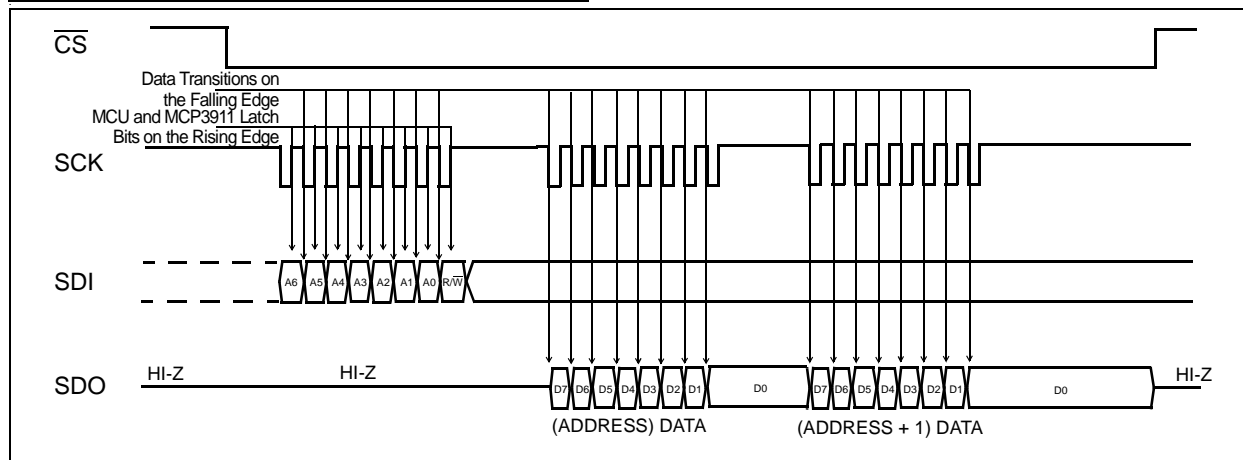 CS
Data Transitions on
the Falling Edge
MCU and MCP3911 Latch
Bits on the Rising Edge
SCK
SDI
A6 A5 A4 A3 A2 A1 A0 R/W
SDO
HI-Z HI-Z D7 D6 D5 D4 D3 D2 D1 D0 D7 D6 D5 D4 D3 D2 D1 D0 HI-Z
(ADDRESS) DATA (ADDRESS + 1) DATA